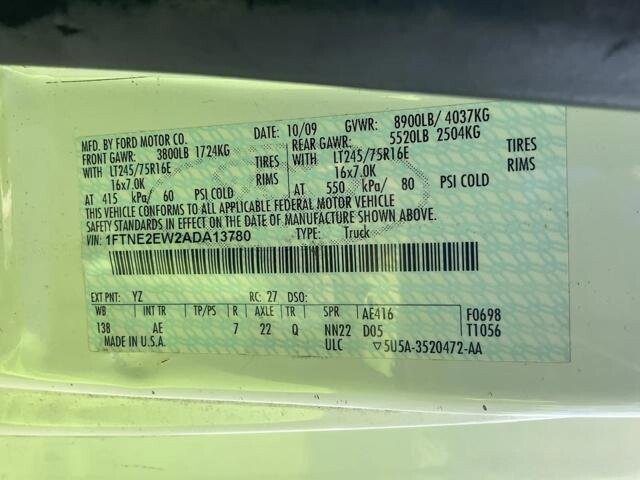 MFD. BY FORD MOTOR CO.
DATE: 10/09 GVWR: 8900LB/ 4037KG
FRONT GAWR: 3800LB 1724KG REAR GAWR: 5520LB 2504KG
WITH LT245/75R16E TIRES WITH LT245/75R16E TIRES
16x7.0K RIMS 16x7.0K RIMS
AT 415 kPa/ 60 PSI COLD AT 550 kPa/ 80 PSI COLD
THIS VEHICLE CONFORMS TO ALL APPLICABLE FEDERAL MOTOR VEHICLE
SAFETY STANDARDS IN EFFECT ON THE DATE OF MANUFACTURE SHOWN ABOVE.
VIN: 1FTNE2EW2ADA13780 TYPE: Truck
EXT PNT: YZ RC: 27 DSO:
WB INT TR TP/PS R AXLE TR SPR AE416 F0698
138 AE 7 22 Q NN22 D05 T1056
MADE IN U.S.A. ULC ▽5U5A-3520472-AA